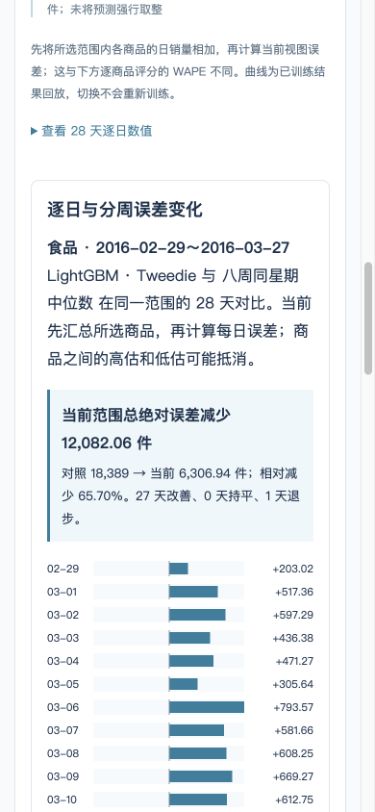 件；未将预测强行取整
先将所选范围内各商品的日销量相加，再计算当前视图误
差；这与下方逐商品评分的 WAPE 不同。曲线为已训练结
果回放，切换不会重新训练。
▶ 查看 28 天逐日数值
逐日与分周误差变化
食品 · 2016-02-29～2016-03-27
LightGBM · Tweedie 与 八周同星期
中位数 在同一范围的 28 天对比。当前
先汇总所选商品，再计算每日误差；商
品之间的高估和低估可能抵消。
当前范围总绝对误差减少
12,082.06 件
对照 18,389 → 当前 6,306.94 件；相对减
少 65.70%。27 天改善、0 天持平、1 天退
步。
02-29 +203.02
03-01 +517.36
03-02 +597.29
03-03 +436.38
03-04 +471.27
03-05 +305.64
03-06 +793.57
03-07 +581.66
03-08 +608.25
03-09 +669.27
03-10 +612.75